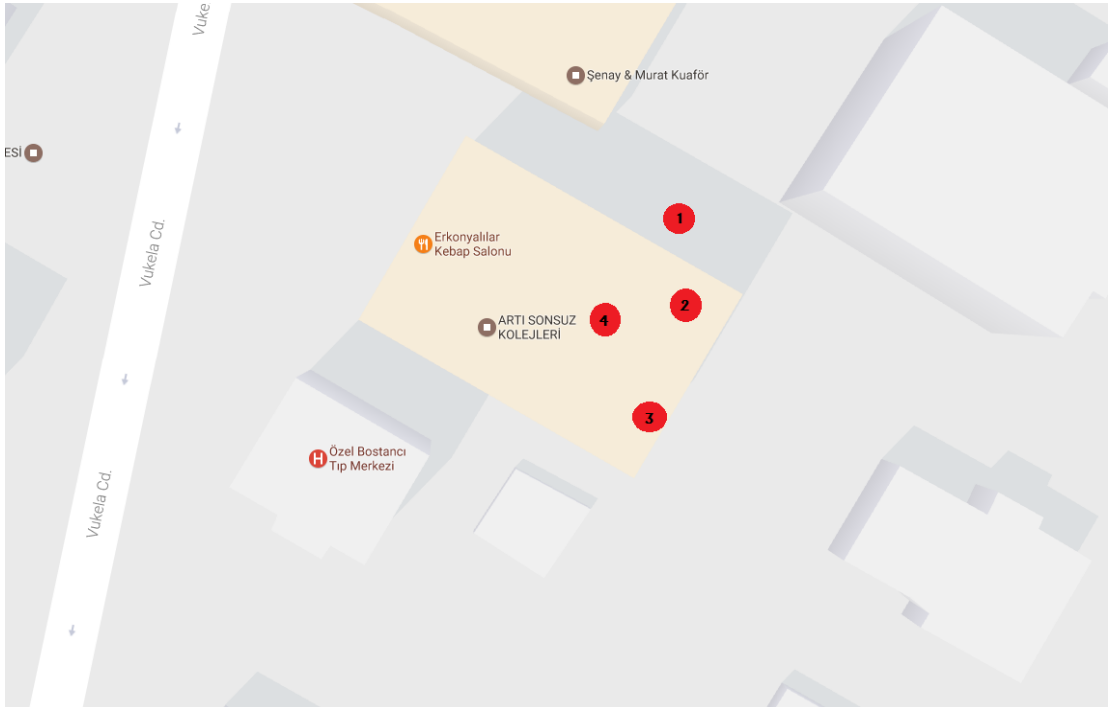 Vuke
Şenay & Murat Kuaför
ESİ
Vukela Cd.
1
Erkonyalılar
Kebap Salonu
2
ARTI SONSUZ
KOLEJLERİ
4
3
H
Özel Bostancı
Tıp Merkezi
Vukela Cd.